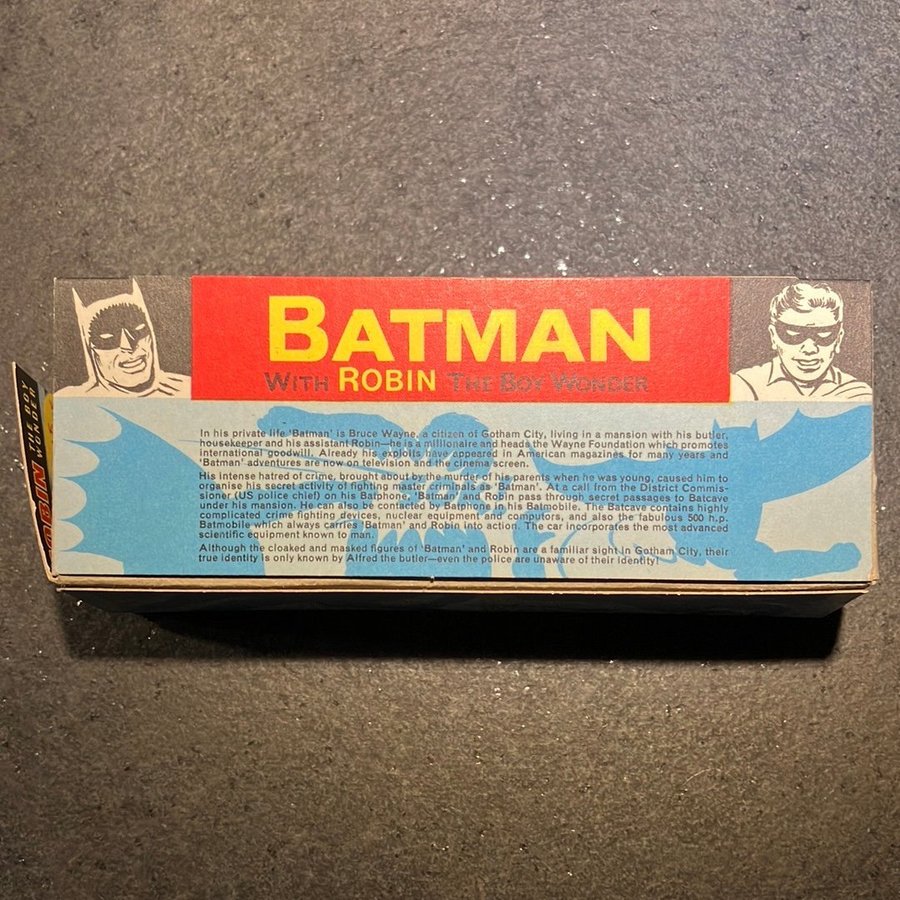 BATMAN
WITH ROBIN THE BOY WONDER
ROBIN THE BOY
WONDER
In his private life 'Batman' is Bruce Wayne, a citizen of Gotham City, living in a mansion with his butler,
housekeeper and his assistant Robin—he is a millionaire and heads the Wayne Foundation which promotes
international goodwill. Already his exploits have appeared in American magazines for many years and
'Batman' adventures are now on television and the cinema screen.
His intense hatred of crime, brought about by the murder of his parents when he was young, caused him to
organise his secret activity of fighting master criminals as 'Batman'. At a call from the District Commis-
sioner (US police chief) on his Batphone, 'Batman' and Robin pass through secret passages to Batcave
under his mansion. He can also be contacted by Batphone in his Batmobile. The Batcave contains highly
complicated crime fighting devices, nuclear equipment and computors, and also the fabulous 500 h.p.
Batmobile which always carries 'Batman' and Robin into action. The car incorporates the most advanced
scientific equipment known to man.
Although the cloaked and masked figures of 'Batman' and Robin are a familiar sight in Gotham City, their
true identity is only known by Alfred the butler—even the police are unaware of their identity!